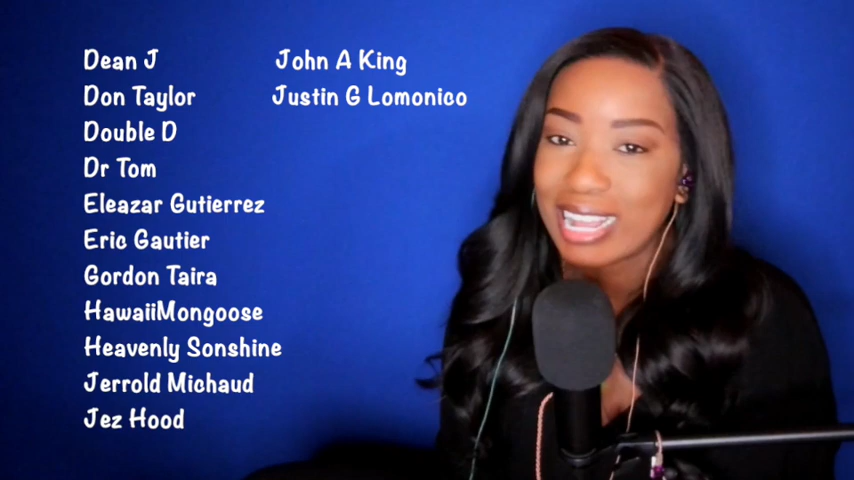 Dean J
Don Taylor
Double D
Dr Tom
Eleazar Gutierrez
Eric Gautier
Gordon Taira
HawaiiMongoose
Heavenly Sonshine
Jerrold Michaud
Jez Hood
John A King
Justin G Lomonico